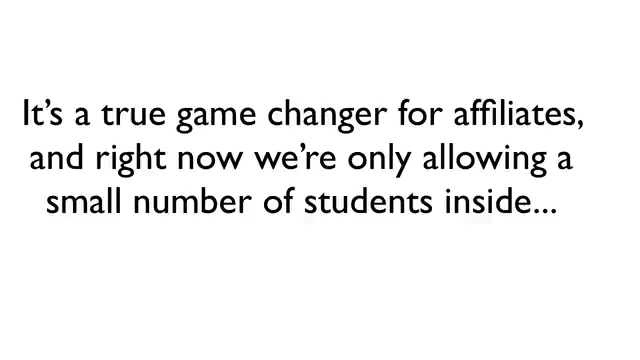 It’s a true game changer for affiliates,
and right now we’re only allowing a
small number of students inside...